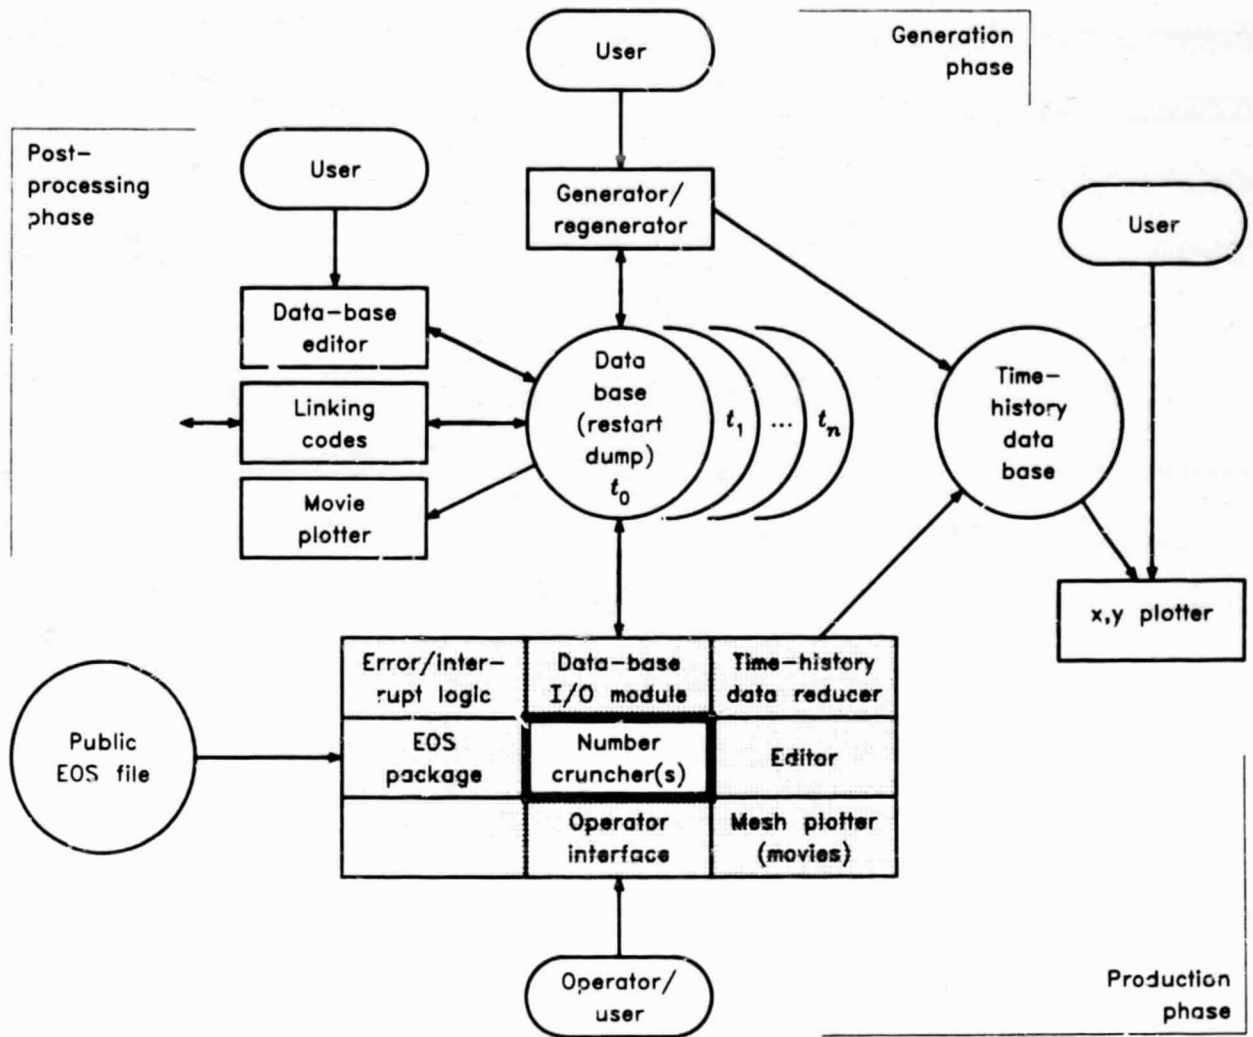 User
Generation
phase
Post-
processing
phase
User
Generator/
regenerator
User
Data-base
editor
Linking
codes
Movie
plotter
Data
base
(restart
dump)
t0
t1
...
tn
Time-
history
data
base
x,y plotter
Public
EOS file
Error/inter-
rupt logic
Data-base
I/O module
Time-history
data reducer
EOS
package
Number
cruncher(s)
Editor
Operator
interface
Mesh plotter
(movies)
Operator/
user
Production
phase